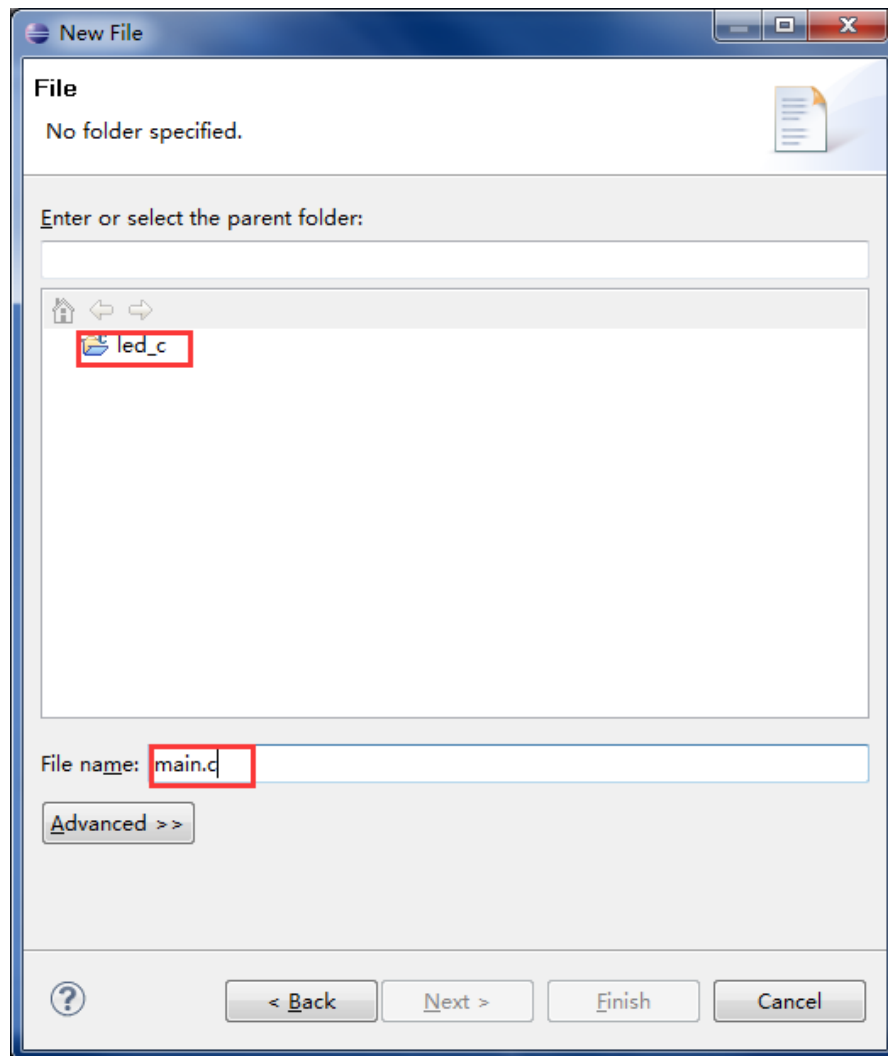 New File
File
No folder specified.
Enter or select the parent folder:
led_c
File name: main.c
Advanced >>
< Back Next > Finish Cancel